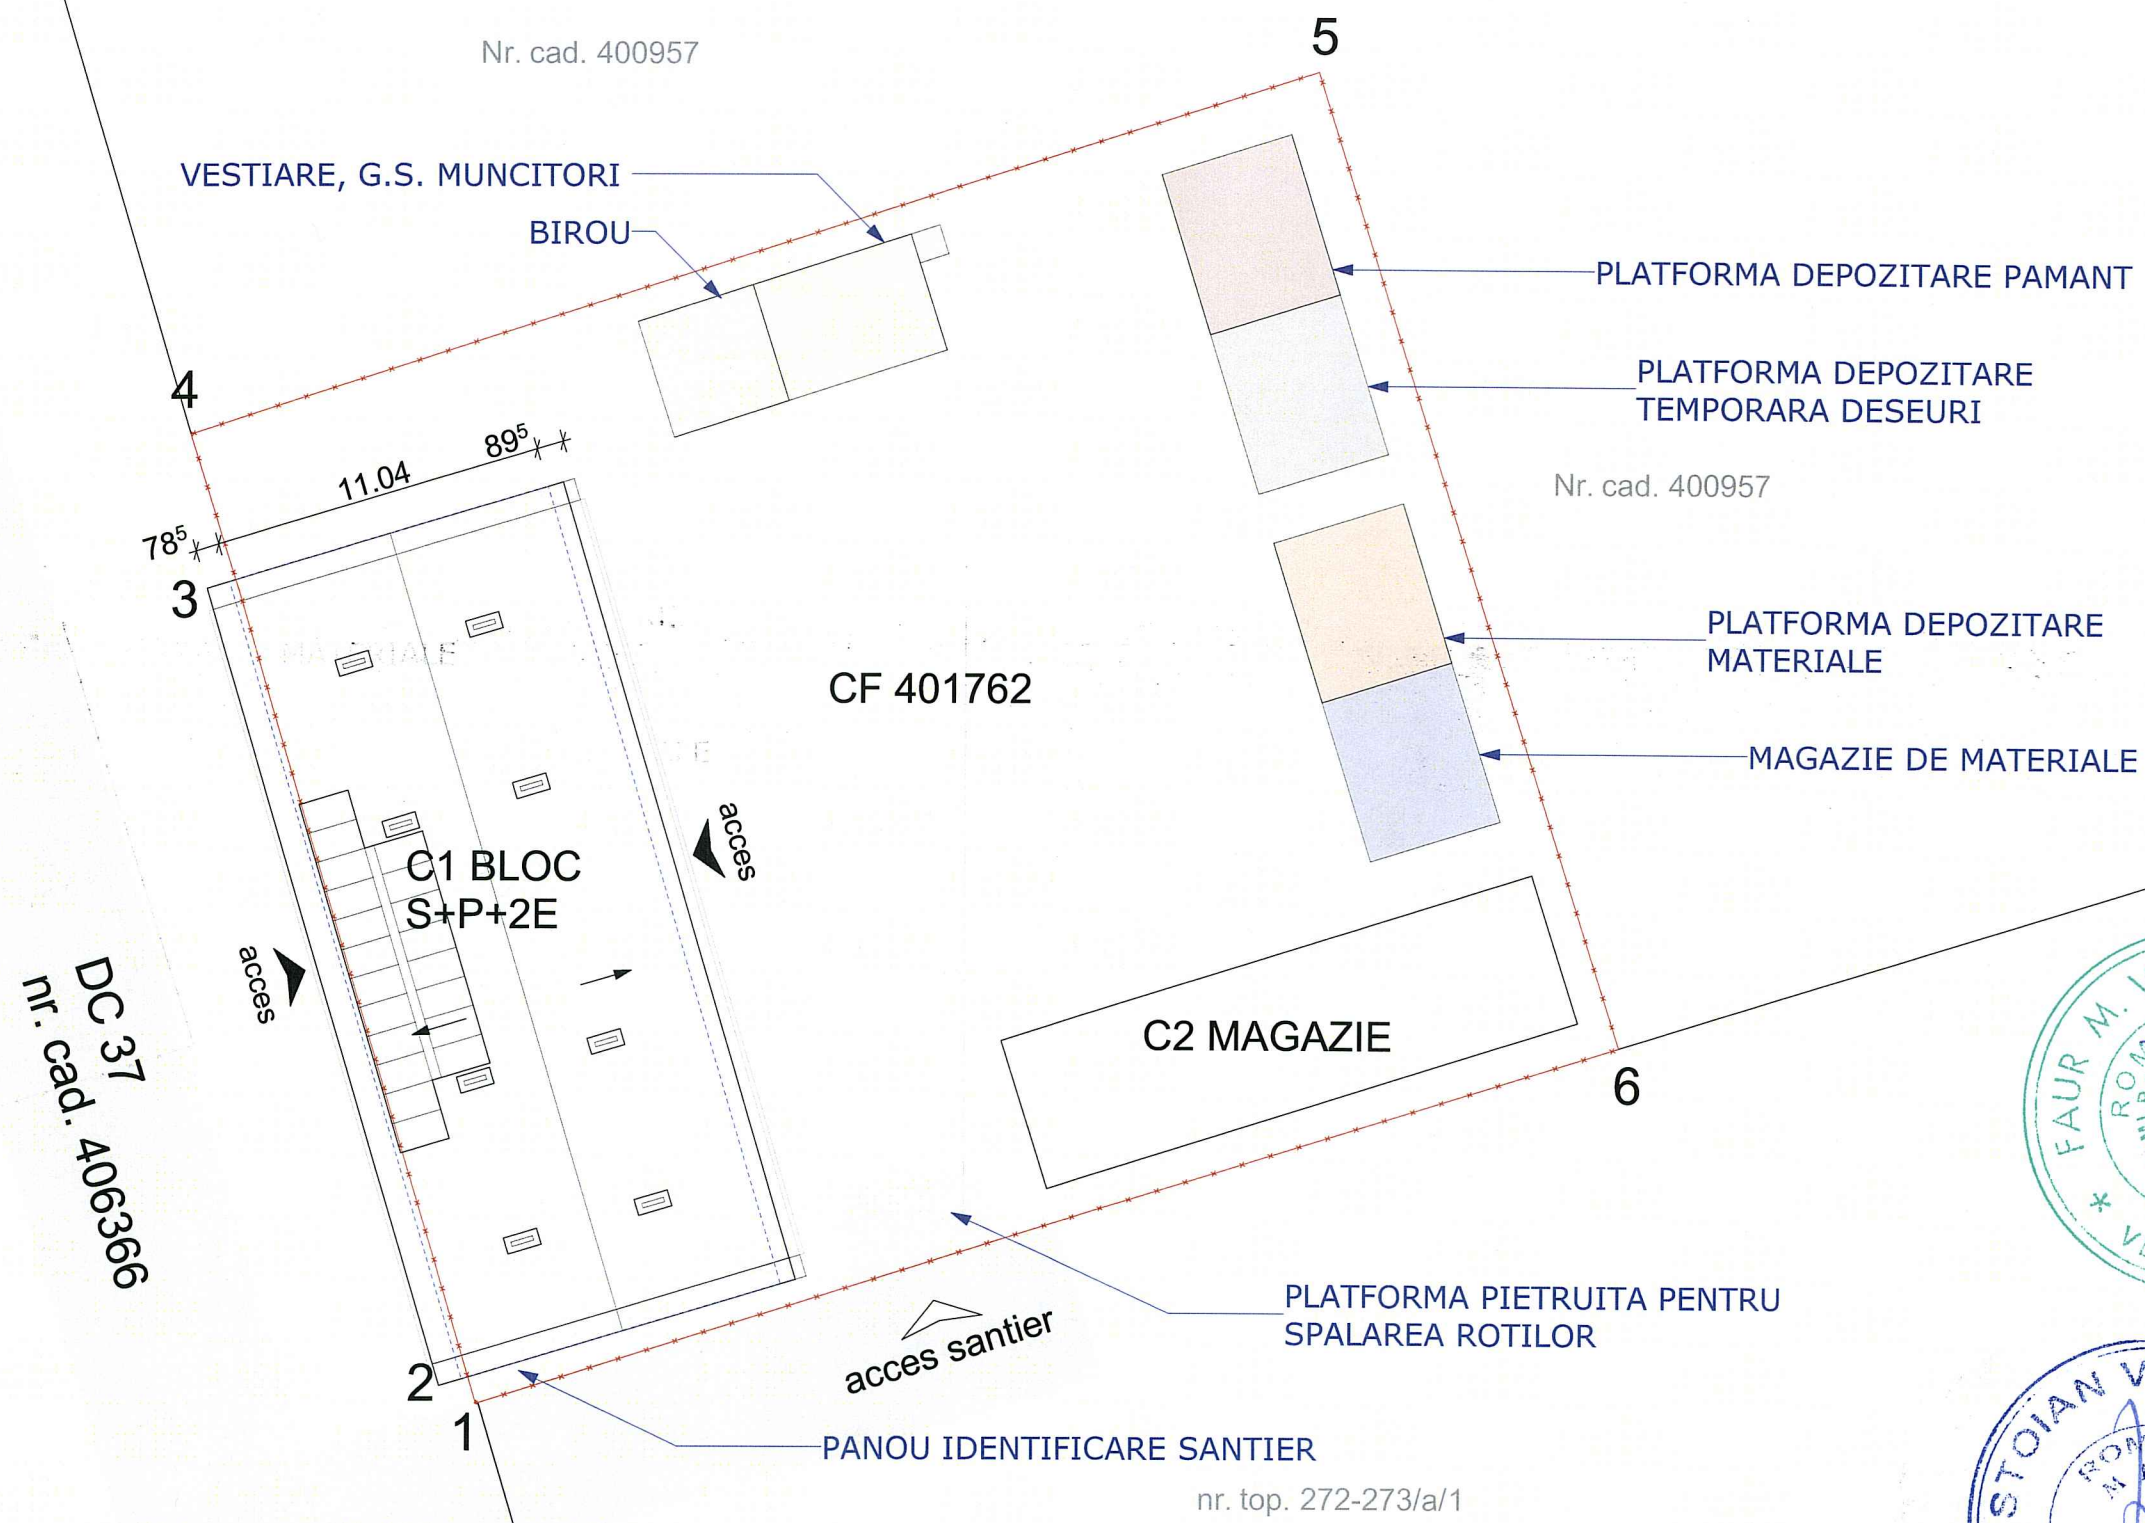 5
Nr. cad. 400957
VESTIARE, G.S. MUNCITORI
BIROU
PLATFORMA DEPOZITARE PAMANT
4
PLATFORMA DEPOZITARE
TEMPORARA DESEURI
89⁵
11.04
Nr. cad. 400957
78⁵
3
PLATFORMA DEPOZITARE
MATERIALE
MATERIALE
CF 401762
MAGAZIE DE MATERIALE
acces
C1 BLOC
S+P+2E
acces
DC 37
nr. cad. 406366
C2 MAGAZIE
6
FAUR M.
PLATFORMA PIETRUITA PENTRU
SPALAREA ROTILOR
acces santier
2
1
PANOU IDENTIFICARE SANTIER
STOIAN
nr. top. 272-273/a/1